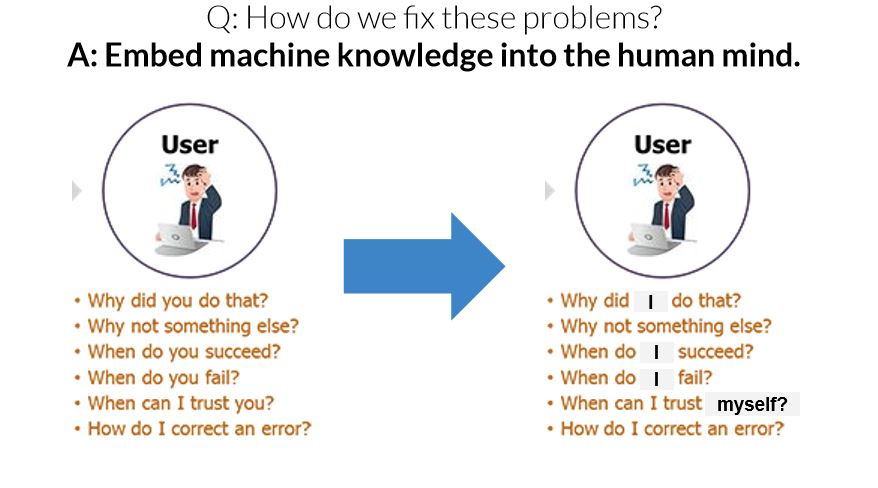 Q: How do we fix these problems?
A: Embed machine knowledge into the human mind.
User
• Why did you do that?
• Why not something else?
• When do you succeed?
• When do you fail?
• When can I trust you?
• How do I correct an error?
User
• Why did I do that?
• Why not something else?
• When do I succeed?
• When do I fail?
• When can I trust myself?
• How do I correct an error?